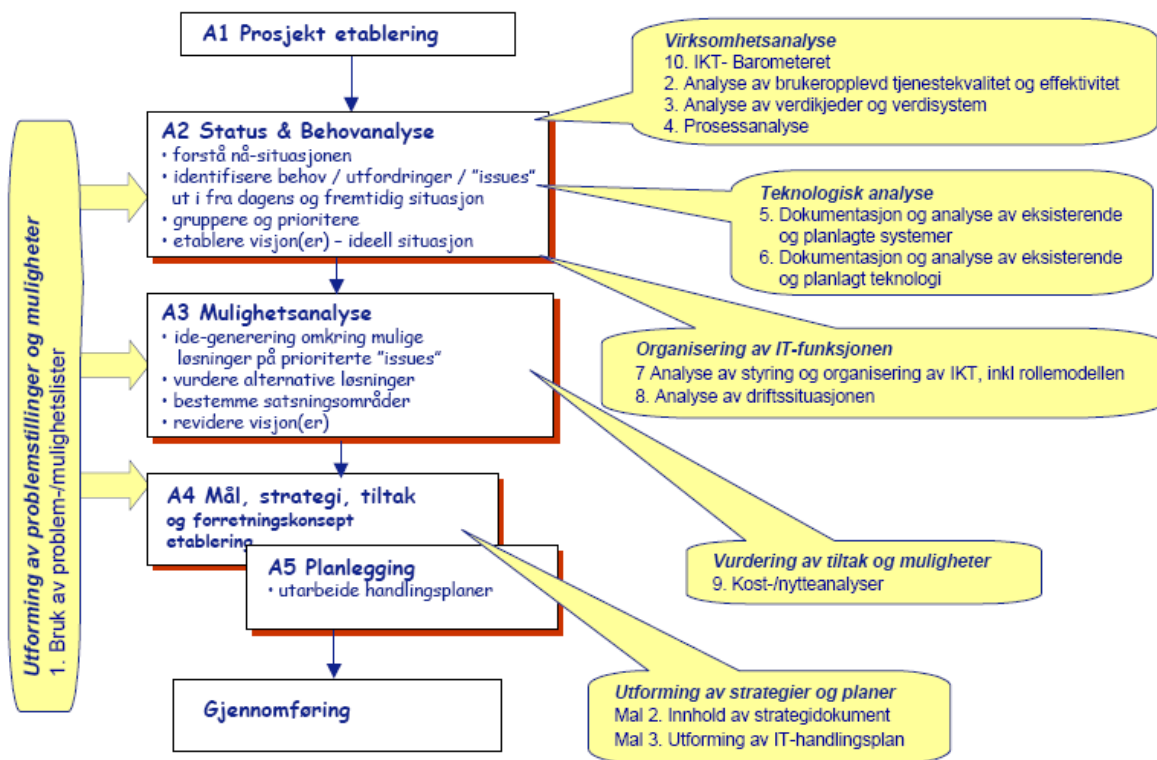 A1 Prosjekt etablering
Virksomhetsanalyse
10. IKT- Barometeret
2. Analyse av brukeropplevd tjenestekvalitet og effektivitet
3. Analyse av verdikjeder og verdisystem
4. Prosessanalyse
A2 Status & Behovanalyse
• forstå nå-situasjonen
• identifisere behov / utfordringer / ”issues”
ut i fra dagens og fremtidig situasjon
• gruppere og prioritere
• etablere visjon(er) – ideell situasjon
Teknologisk analyse
5. Dokumentasjon og analyse av eksisterende
og planlagte systemer
6. Dokumentasjon og analyse av eksisterende
og planlagt teknologi
Utforming av problemstillinger og muligheter
1. Bruk av problem-/mulighetslister
A3 Mulighetsanalyse
• ide-generering omkring mulige
løsninger på prioriterte ”issues”
• vurdere alternative løsninger
• bestemme satsningsområder
• revidere visjon(er)
Organisering av IT-funksjonen
7 Analyse av styring og organisering av IKT, inkl rollemodellen
8. Analyse av driftssituasjonen
A4 Mål, strategi, tiltak
og forretningskonsept
etablering
A5 Planlegging
• utarbeide handlingsplaner
Vurdering av tiltak og muligheter
9. Kost-/nytteanalyser
Gjennomføring
Utforming av strategier og planer
Mal 2. Innhold av strategidokument
Mal 3. Utforming av IT-handlingsplan